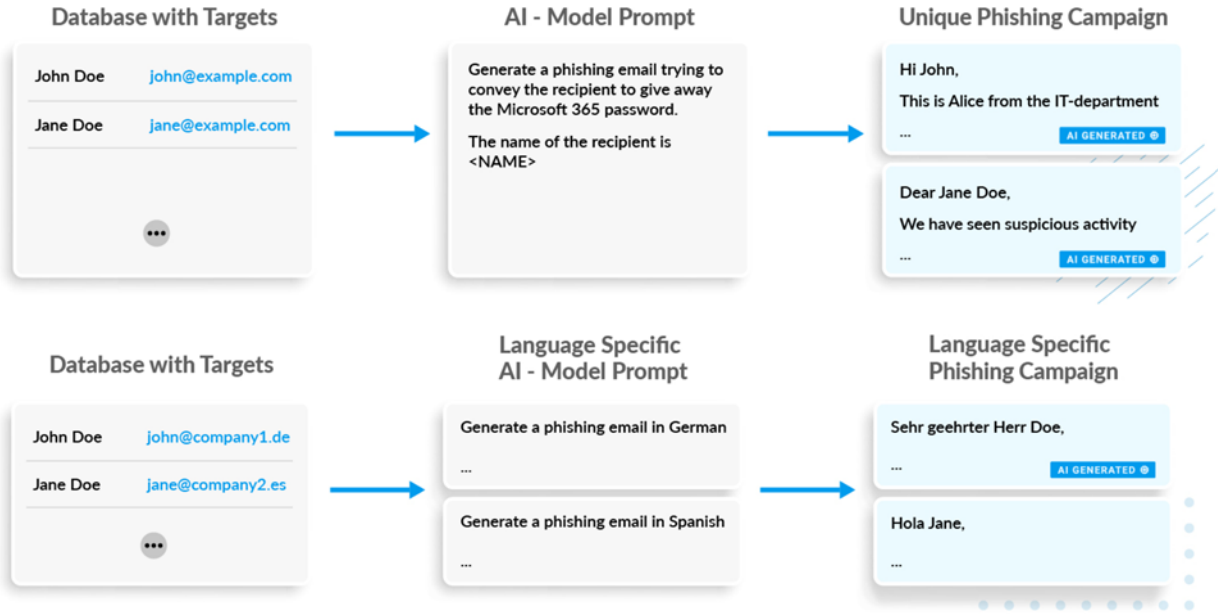 Database with Targets
AI - Model Prompt
Unique Phishing Campaign
John Doe john@example.com
Jane Doe jane@example.com
Generate a phishing email trying to
convey the recipient to give away
the Microsoft 365 password.
The name of the recipient is
<NAME>
Hi John,
This is Alice from the IT-department
...
AI GENERATED
Dear Jane Doe,
We have seen suspicious activity
...
AI GENERATED
Database with Targets
Language Specific
AI - Model Prompt
Language Specific
Phishing Campaign
John Doe john@company1.de
Jane Doe jane@company2.es
Generate a phishing email in German
...
Generate a phishing email in Spanish
...
Sehr geehrter Herr Doe,
...
AI GENERATED
Hola Jane,
...